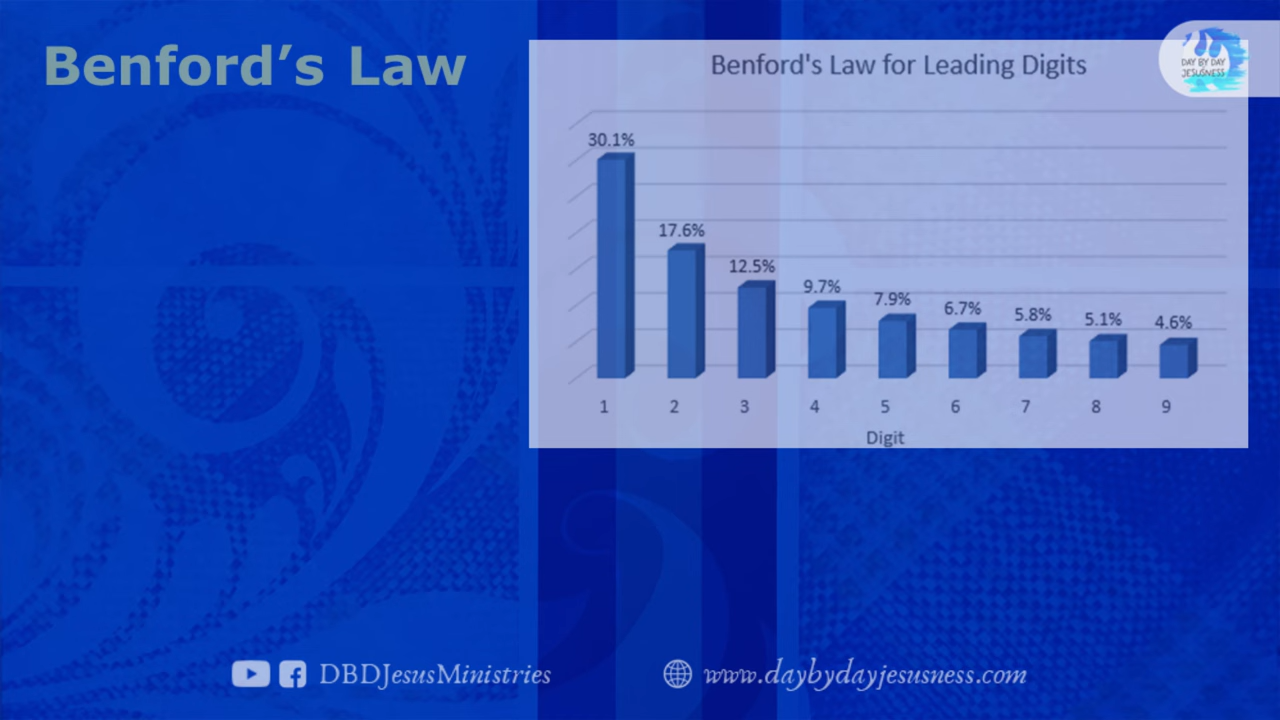 Benford’s Law
Benford's Law for Leading Digits
DAY BY DAY
JESUSNESS
30.1%
17.6%
12.5%
9.7%
7.9%
6.7%
5.8%
5.1%
4.6%
1 2 3 4 5 6 7 8 9
Digit
DBDJesusMinistries
www.daybydayjesusness.com